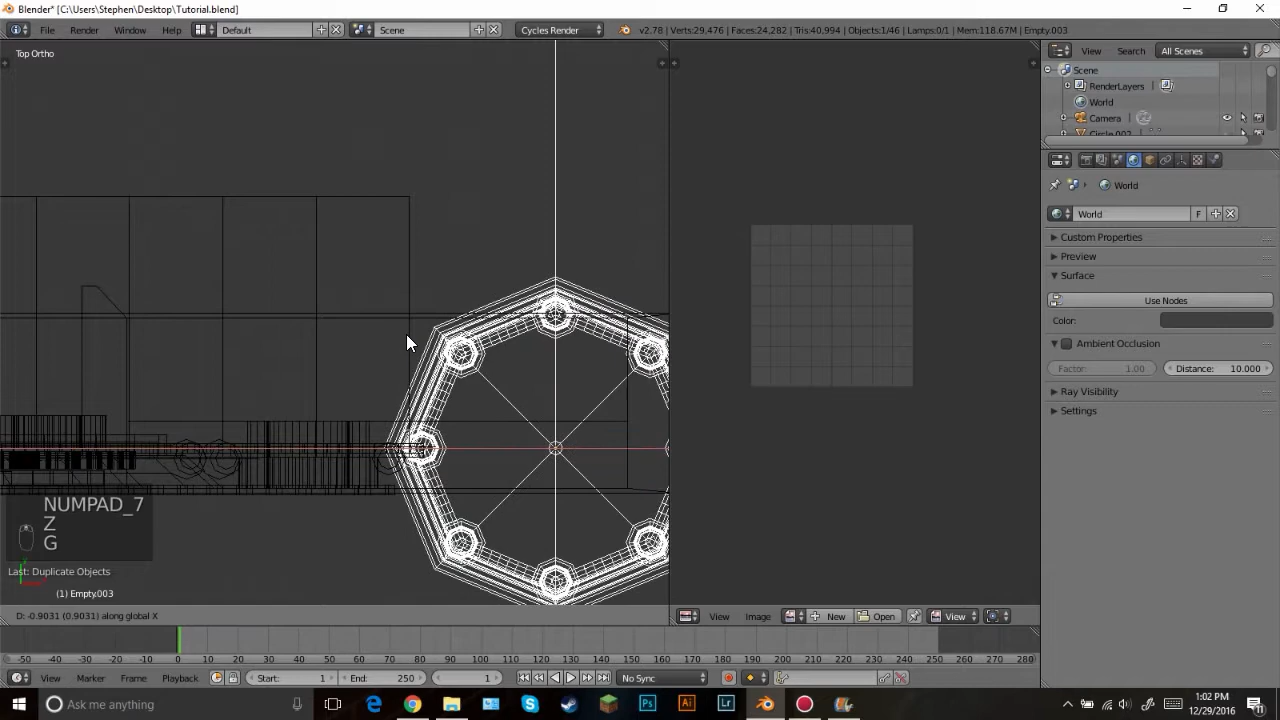 Blender* [C:\Users\Stephen\Desktop\Tutorial.blend]
File Render Window Help Default Scene Cycles Render v2.78 | Verts:29,476 | Faces:24,282 | Tris:40,994 | Objects:1/46 | Lamps:0/1 | Mem:118.67M | Empty.003
Top Ortho
View Search All Scenes
Scene
RenderLayers
World
Camera
Circle.002
World
World F
Custom Properties
Preview
Surface
Use Nodes
Color:
Ambient Occlusion
Factor: 1.00 Distance: 10.000
Ray Visibility
Settings
NUMPAD_7
Z
G
Last: Duplicate Objects
(1) Empty.003
D: -0.9031 (0.9031) along global X
View Image New Open View
-50 -40 -30 -20 -10 0 10 20 30 40 50 60 70 80 90 100 110 120 130 140 150 160 170 180 190 200 210 220 230 240 250 260 270 280
View Marker Frame Playback Start: 1 End: 250 1 No Sync
Ask me anything
Ps Ai Lr
1:02 PM
12/29/2016